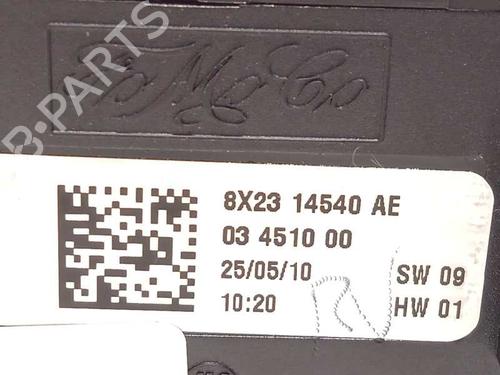 FoMoCo
B-PARTS
8X23 14540 AE
03 4510 00
25/05/10 SW 09
10:20 HW 01